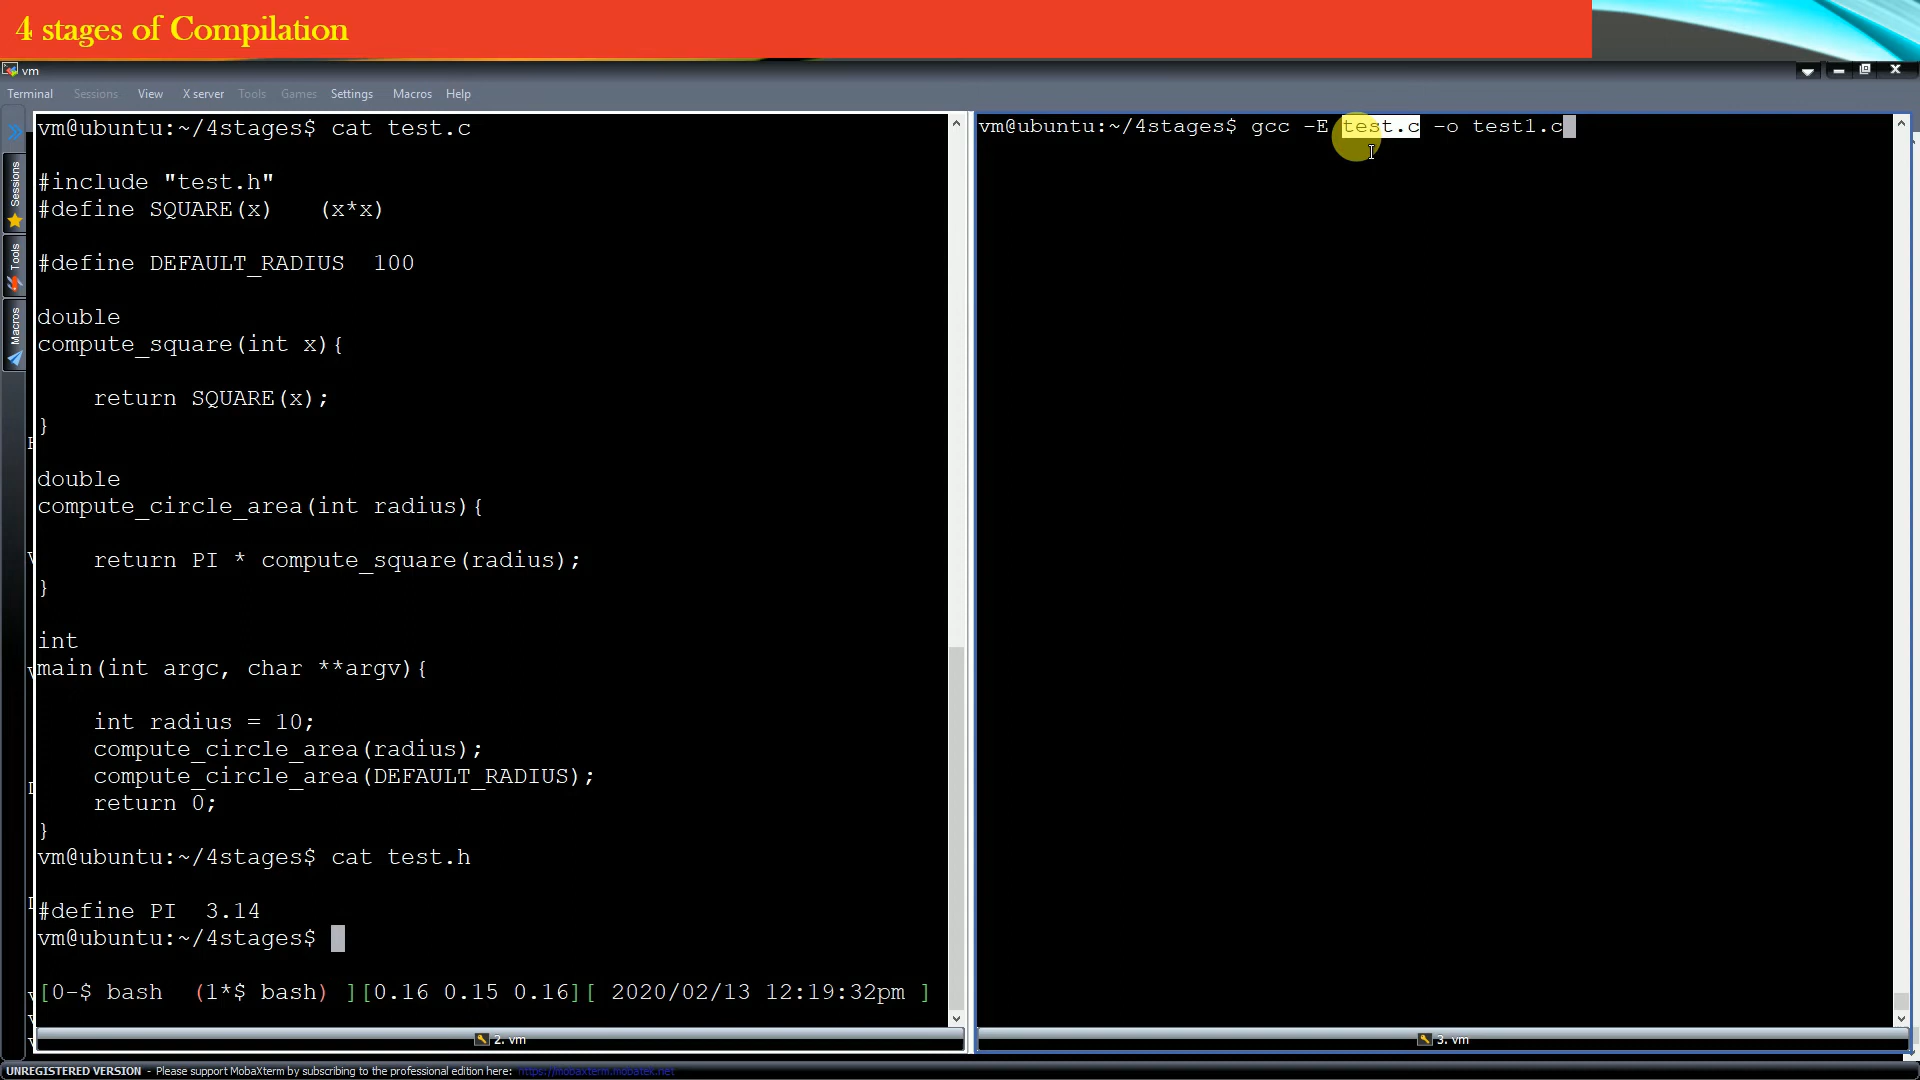 4 stages of Compilation
vm
Terminal Sessions View X server Tools Games Settings Macros Help
Sessions
Tools
Macros
vm@ubuntu:~/4stages$ cat test.c
#include "test.h"
#define SQUARE(x)    (x*x)
#define DEFAULT_RADIUS  100
double
compute_square(int x){
    return SQUARE(x);
}
double
compute_circle_area(int radius){
    return PI * compute_square(radius);
}
int
main(int argc, char **argv){
    int radius = 10;
    compute_circle_area(radius);
    compute_circle_area(DEFAULT_RADIUS);
    return 0;
}
vm@ubuntu:~/4stages$ cat test.h
#define PI  3.14
vm@ubuntu:~/4stages$
[0-$ bash  (1*$ bash) ][0.16 0.15 0.16][ 2020/02/13 12:19:32pm ]
2. vm
vm@ubuntu:~/4stages$ gcc -E test.c -o test1.c
3. vm
UNREGISTERED VERSION - Please support MobaXterm by subscribing to the professional edition here: https://mobaxterm.mobatek.net